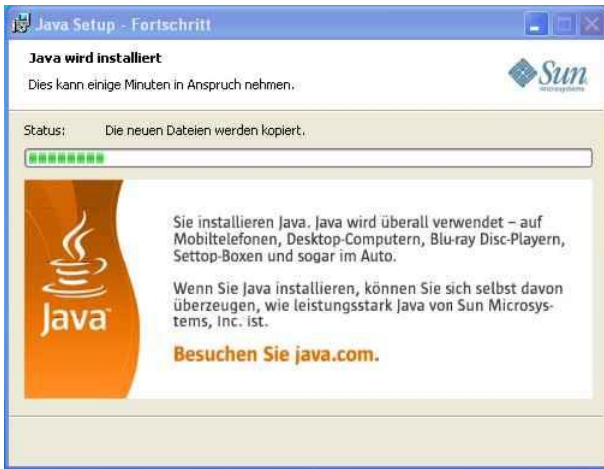 Java Setup - Fortschritt
Java wird installiert
Dies kann einige Minuten in Anspruch nehmen.
Sun
microsystems
Status: Die neuen Dateien werden kopiert.
Java
Sie installieren Java. Java wird überall verwendet – auf
Mobiltelefonen, Desktop-Computern, Blu-ray Disc-Playern,
Settop-Boxen und sogar im Auto.
Wenn Sie Java installieren, können Sie sich selbst davon
überzeugen, wie leistungsstark Java von Sun Microsys-
tems, Inc. ist.
Besuchen Sie java.com.